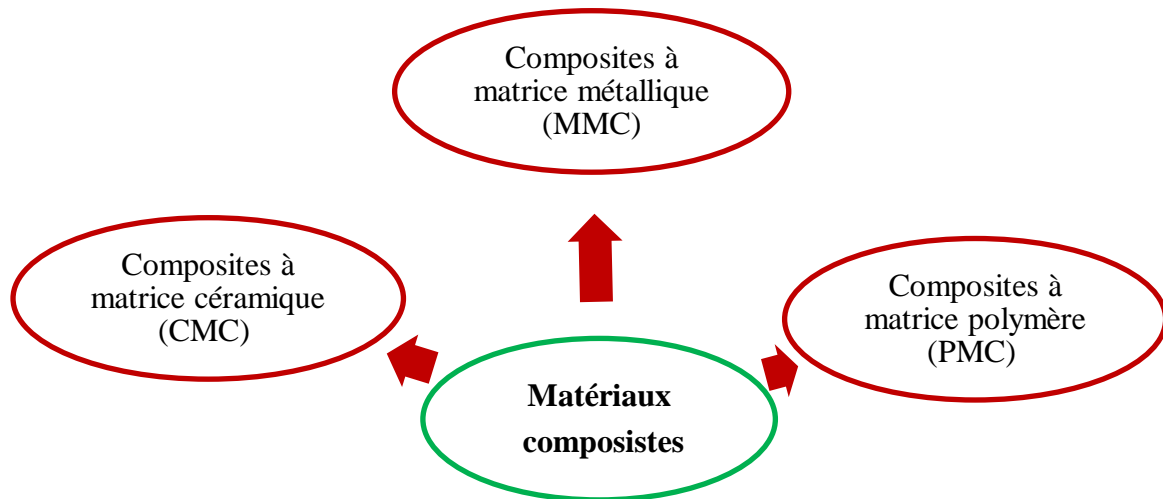 Composites à
matrice métallique
(MMC)
Composites à
matrice céramique
(CMC)
Composites à
matrice polymère
(PMC)
Matériaux
composistes